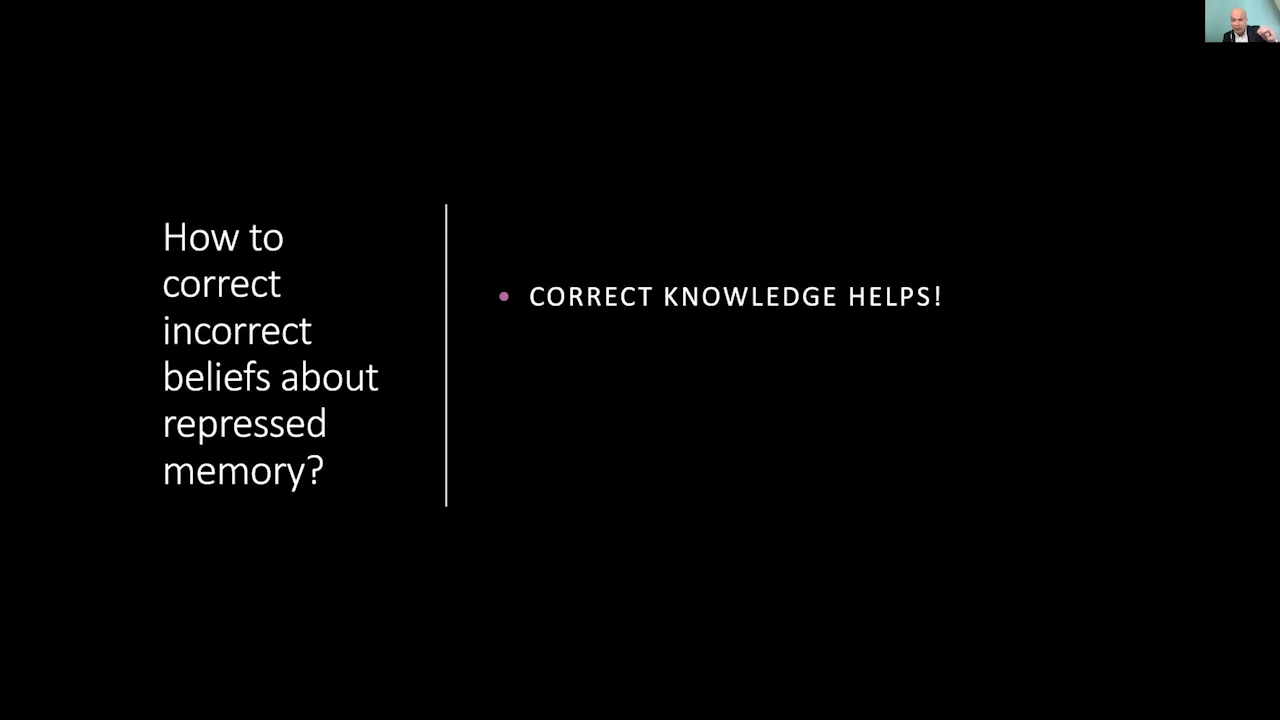 How to
correct
incorrect
beliefs about
repressed
memory?
• CORRECT KNOWLEDGE HELPS!